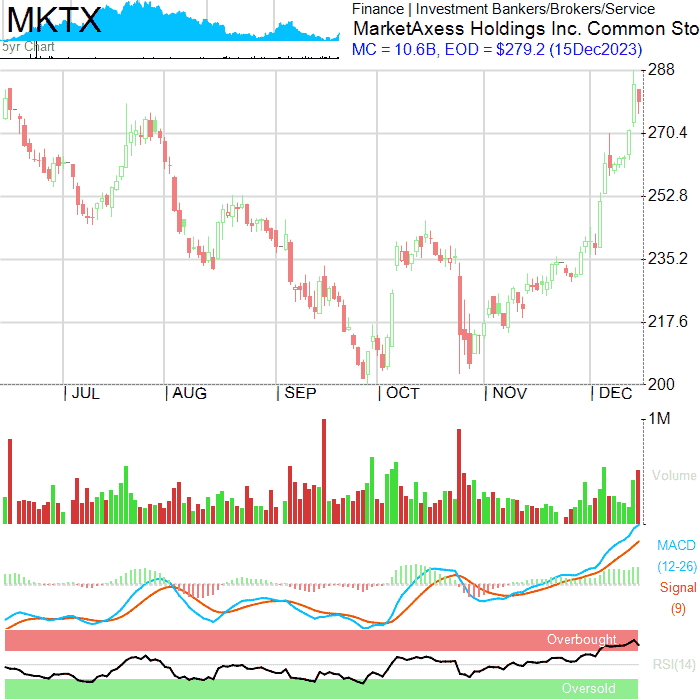 MKTX
5yr Chart
Finance | Investment Bankers/Brokers/Service
MarketAxess Holdings Inc. Common Sto
MC = 10.6B, EOD = $279.2 (15Dec2023)
288
270.4
252.8
235.2
217.6
200
JUL AUG SEP OCT NOV DEC
1M
Volume
MACD
(12-26)
Signal
(9)
Overbought
RSI(14)
Oversold